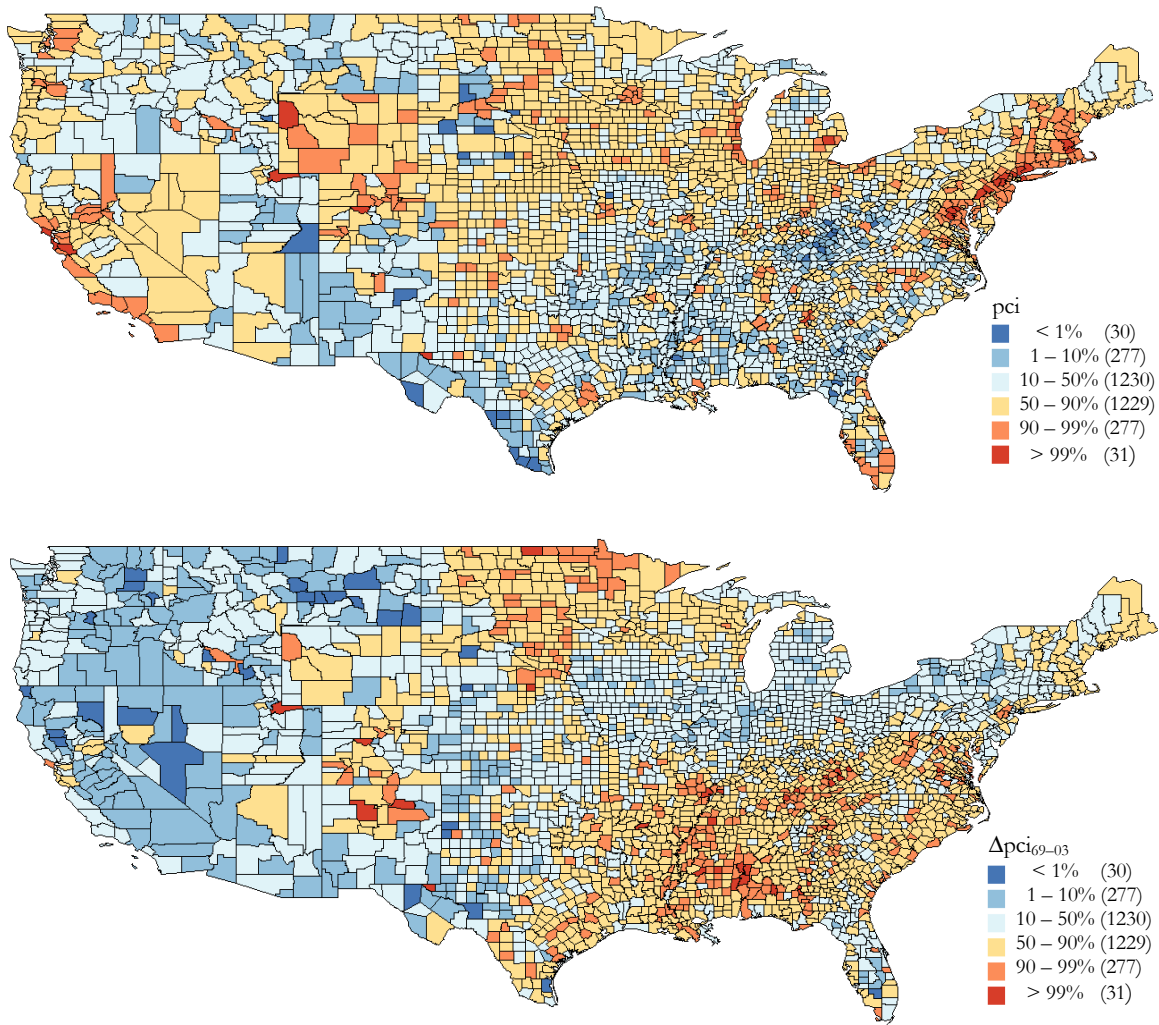 pci
< 1% (30)
1 – 10% (277)
10 – 50% (1230)
50 – 90% (1229)
90 – 99% (277)
> 99% (31)
Δpci69–03
< 1% (30)
1 – 10% (277)
10 – 50% (1230)
50 – 90% (1229)
90 – 99% (277)
> 99% (31)